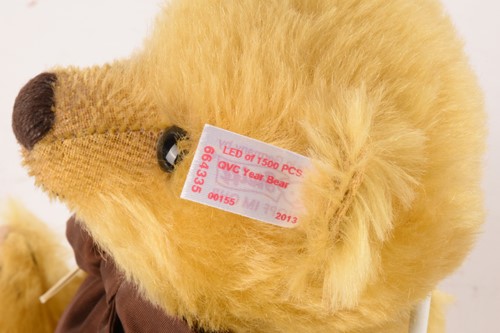 LED of 1500 PCS.
QVC Year Bear
664335
00155 2013